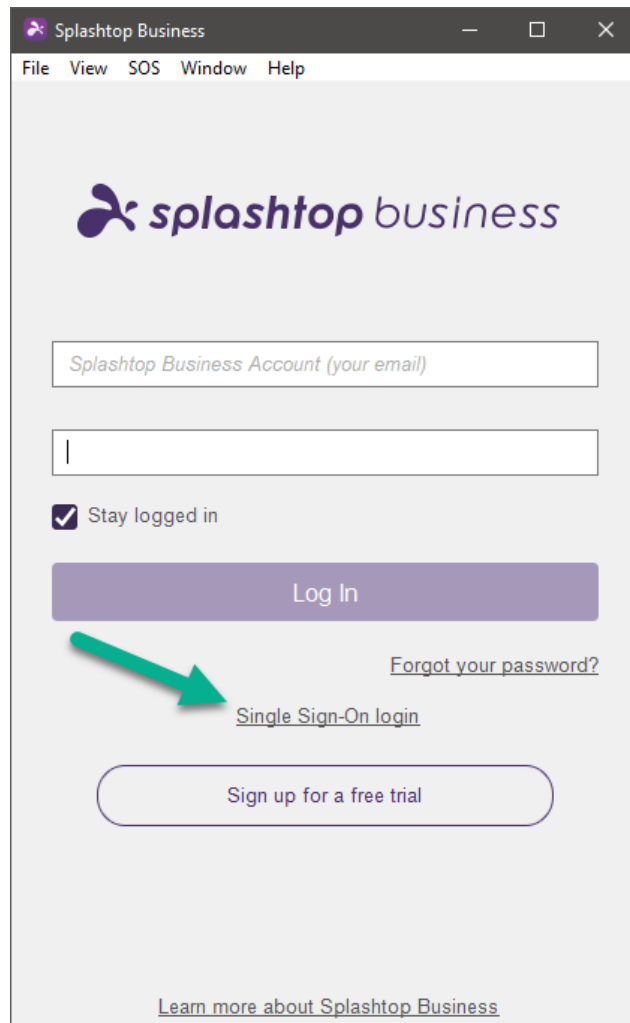 Splashtop Business
File View SOS Window Help
splashtop business
Splashtop Business Account (your email)
Stay logged in
Log In
Forgot your password?
Single Sign-On login
Sign up for a free trial
Learn more about Splashtop Business